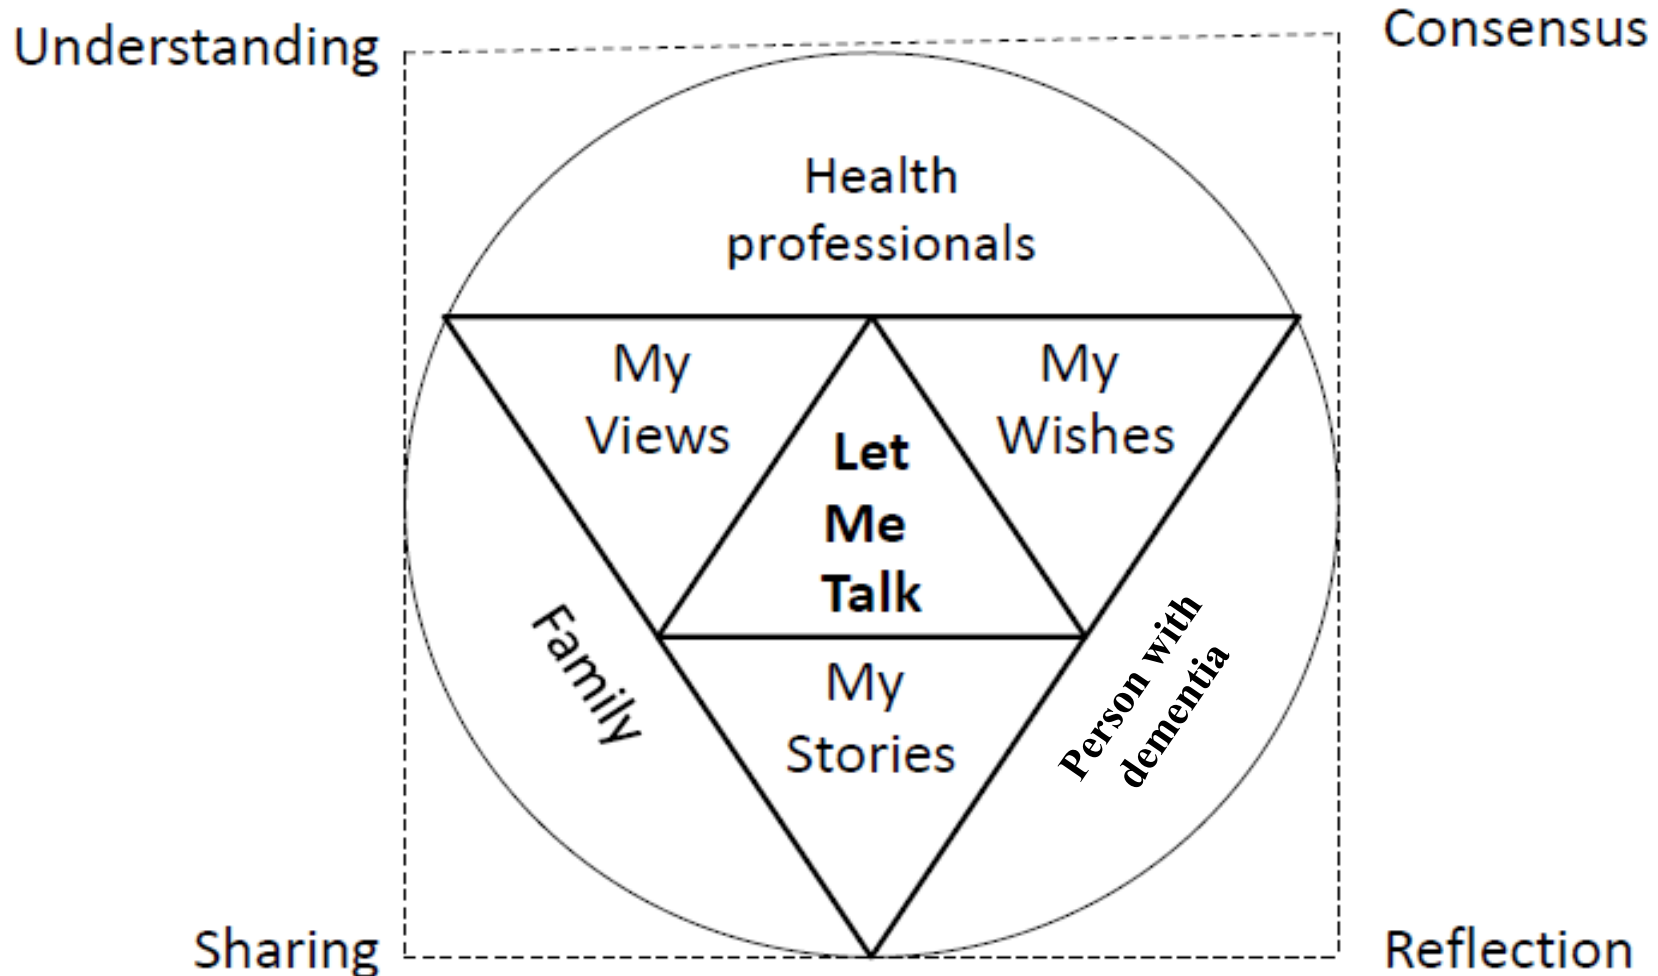 Understanding
Consensus
Health
professionals
My
Views
My
Wishes
Let
Me
Talk
Family
Person with
dementia
My
Stories
Sharing
Reflection